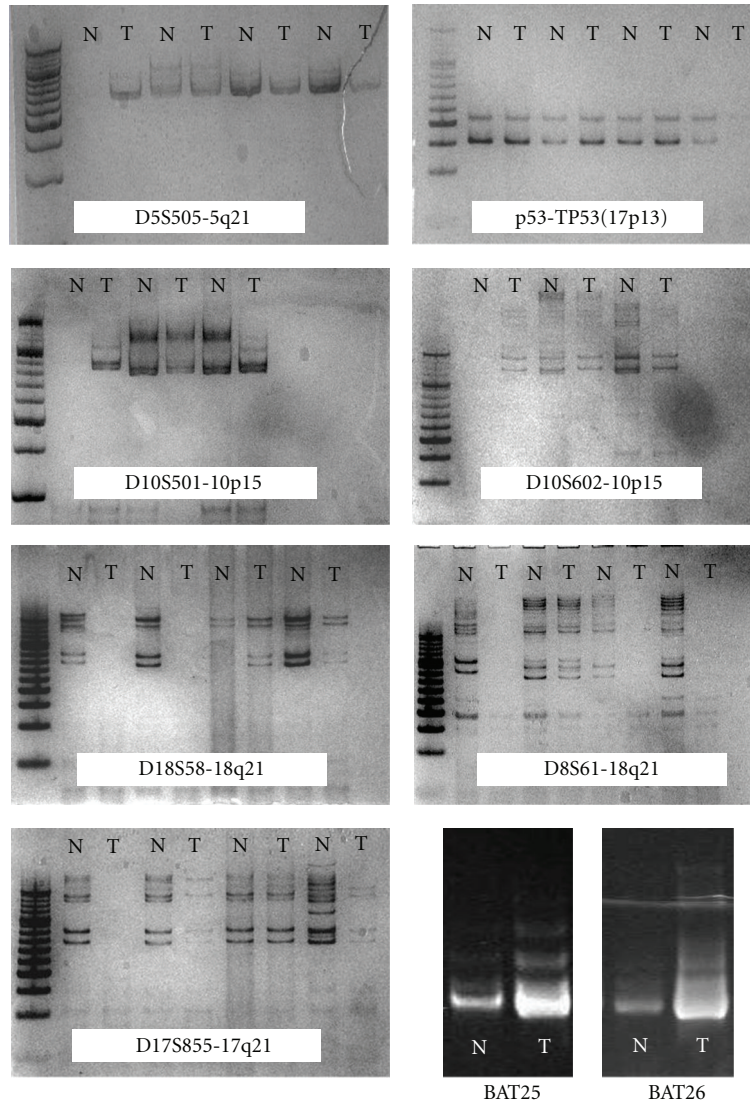 N T N T N T N T
D5S505-5q21
N T N T N T N T
p53-TP53(17p13)
N T N T N T
D10S501-10p15
N T N T N T
D10S602-10p15
N T N T N T N T
D18S58-18q21
N T N T N T N T
D8S61-18q21
N T N T N T N T
D17S855-17q21
N T
BAT25
N T
BAT26